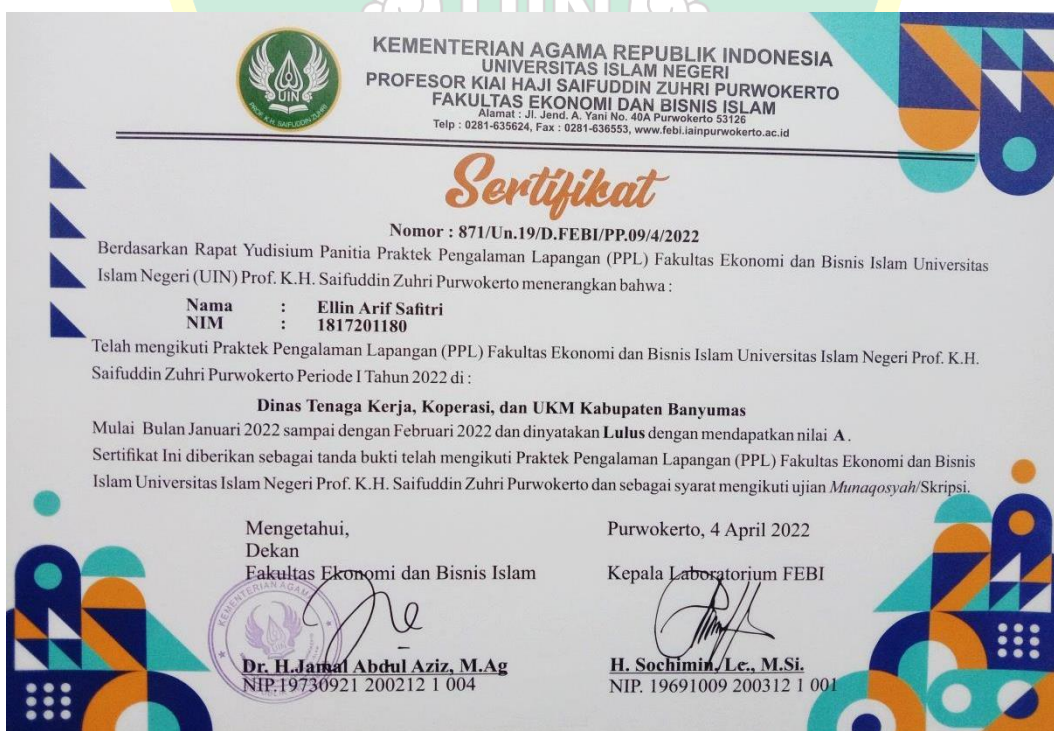 UIN
KEMENTERIAN AGAMA REPUBLIK INDONESIA
UNIVERSITAS ISLAM NEGERI
PROFESOR KIAI HAJI SAIFUDDIN ZUHRI PURWOKERTO
FAKULTAS EKONOMI DAN BISNIS ISLAM
Alamat : Jl. Jend. A. Yani No. 40A Purwokerto 53126
Telp : 0281-635624, Fax : 0281-636553, www.febi.iainpurwokerto.ac.id
Sertifikat
Nomor : 871/Un.19/D.FEBI/PP.09/4/2022
Berdasarkan Rapat Yudisium Panitia Praktek Pengalaman Lapangan (PPL) Fakultas Ekonomi dan Bisnis Islam Universitas
Islam Negeri (UIN) Prof. K.H. Saifuddin Zuhri Purwokerto menerangkan bahwa :
Nama : Ellin Arif Safitri
NIM : 1817201180
Telah mengikuti Praktek Pengalaman Lapangan (PPL) Fakultas Ekonomi dan Bisnis Islam Universitas Islam Negeri Prof. K.H.
Saifuddin Zuhri Purwokerto Periode I Tahun 2022 di :
Dinas Tenaga Kerja, Koperasi, dan UKM Kabupaten Banyumas
Mulai Bulan Januari 2022 sampai dengan Februari 2022 dan dinyatakan Lulus dengan mendapatkan nilai A .
Sertifikat Ini diberikan sebagai tanda bukti telah mengikuti Praktek Pengalaman Lapangan (PPL) Fakultas Ekonomi dan Bisnis
Islam Universitas Islam Negeri Prof. K.H. Saifuddin Zuhri Purwokerto dan sebagai syarat mengikuti ujian Munaqosyah/Skripsi.
Mengetahui,
Dekan
Fakultas Ekonomi dan Bisnis Islam
KEMENTERIAN AGAMA
UIN
Dr. H.Jamal Abdul Aziz, M.Ag
NIP.19730921 200212 1 004
Purwokerto, 4 April 2022
Kepala Laboratorium FEBI
H. Sochimin, Lc., M.Si.
NIP. 19691009 200312 1 001